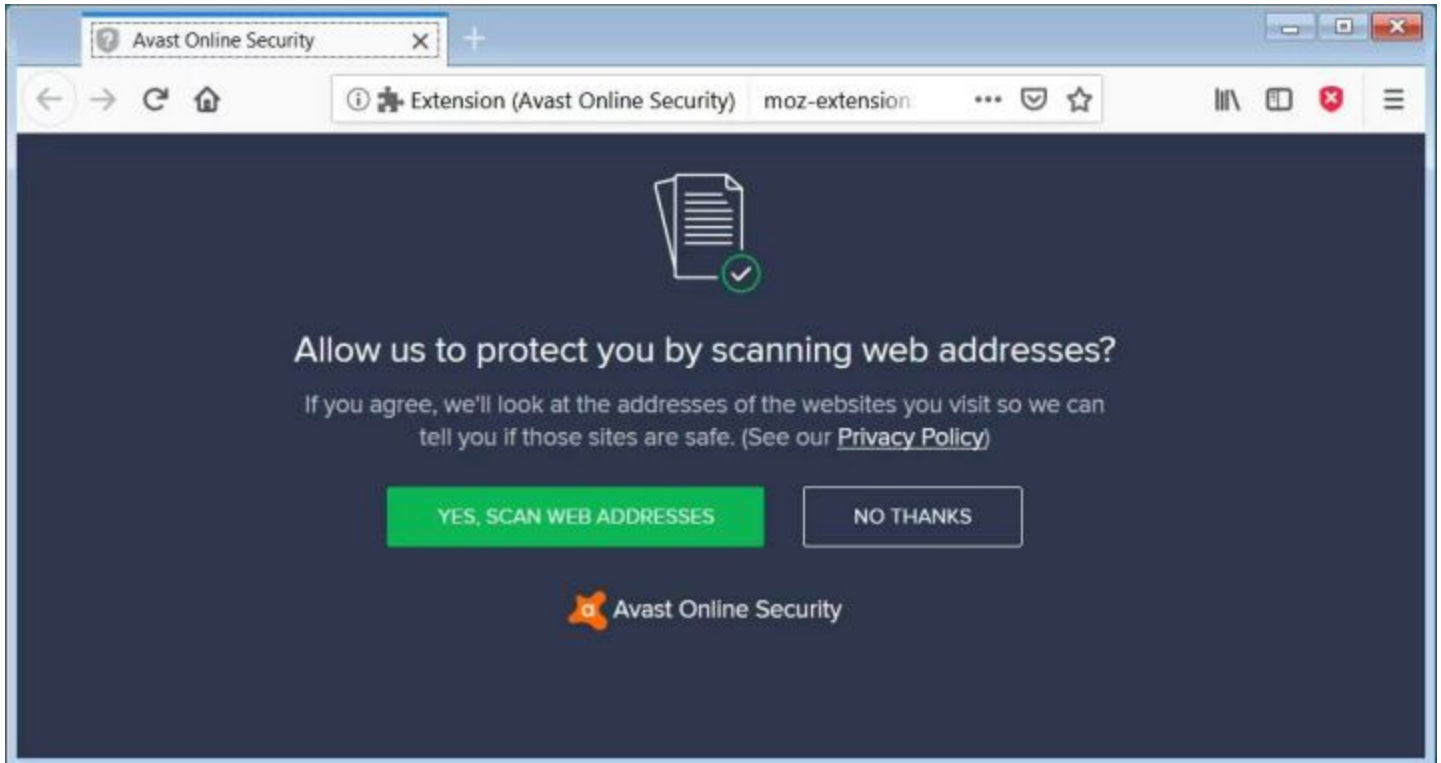 Avast Online Security
Extension (Avast Online Security) moz-extension:
Allow us to protect you by scanning web addresses?
If you agree, we'll look at the addresses of the websites you visit so we can
tell you if those sites are safe. (See our Privacy Policy)
YES, SCAN WEB ADDRESSES NO THANKS
a Avast Online Security